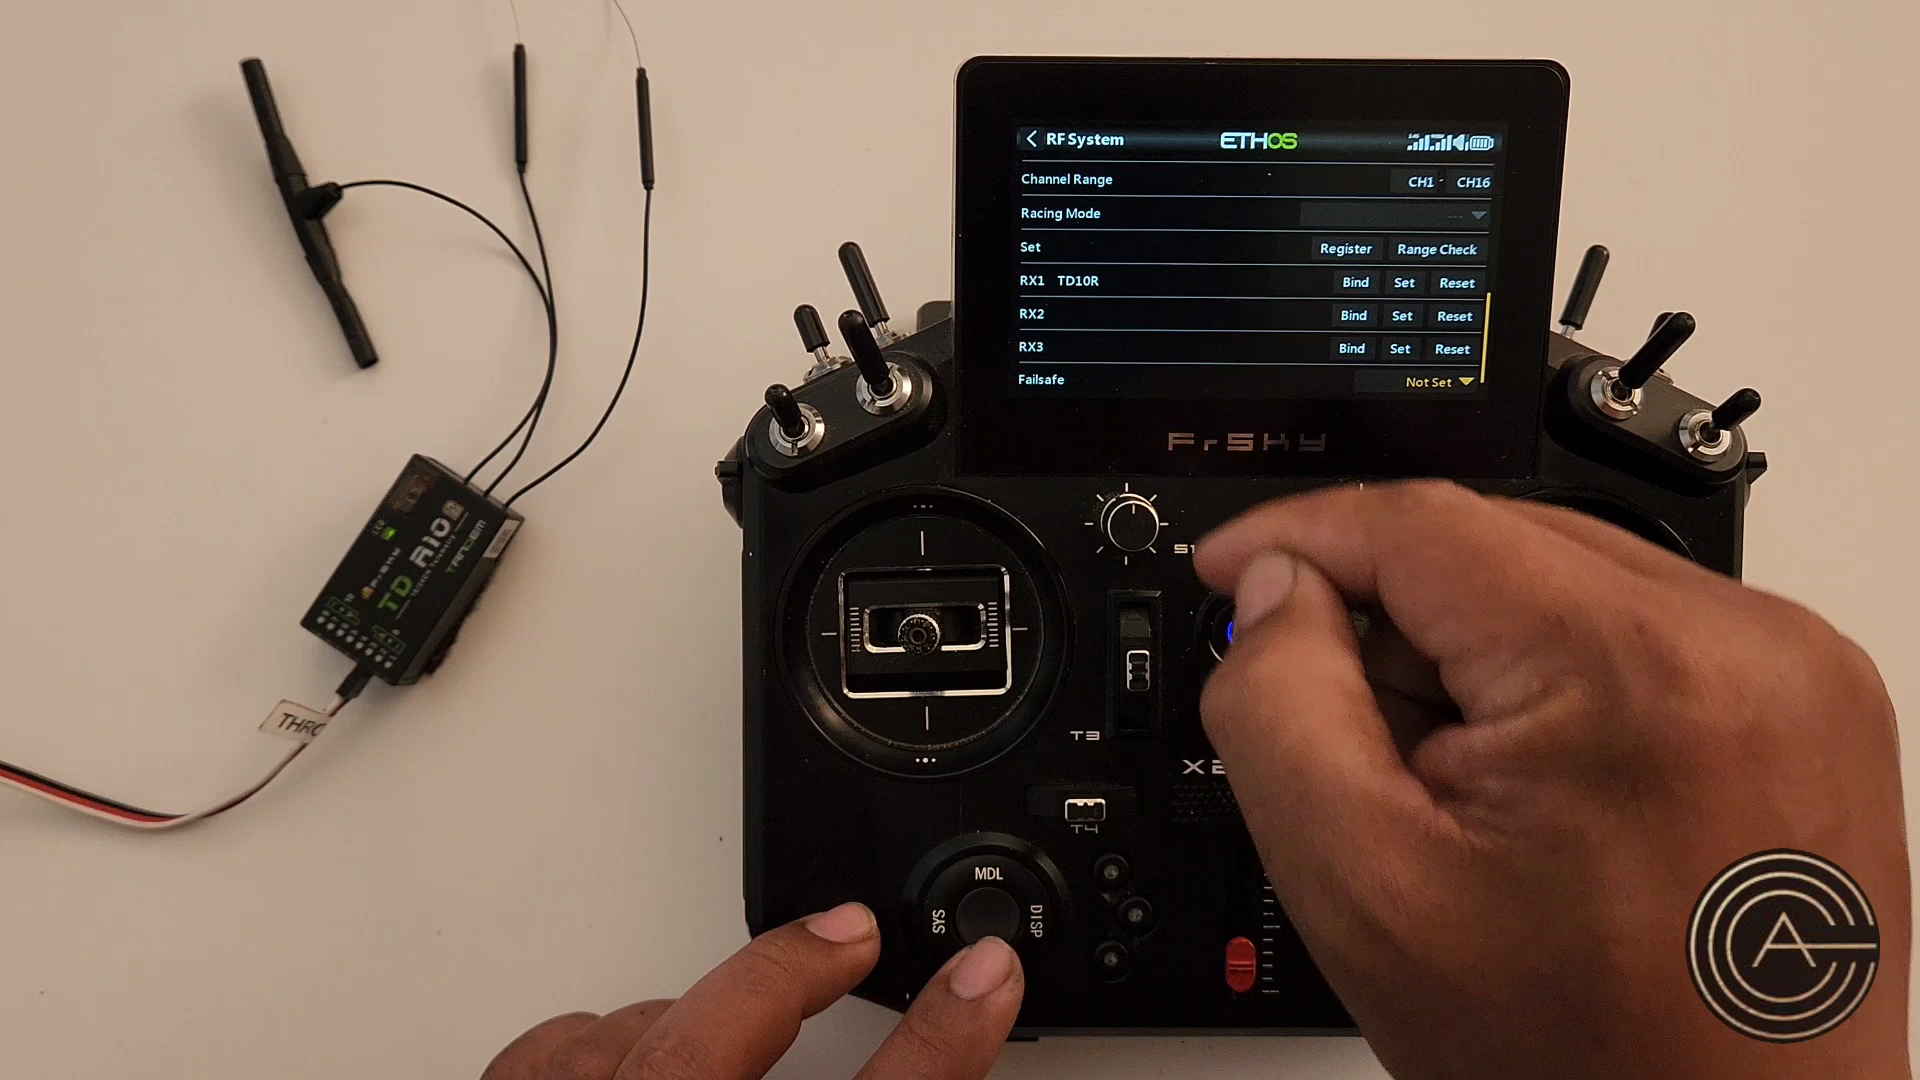 RF System
ETHOS
Channel Range CH1 - CH16
Racing Mode ---
Set Register Range Check
RX1 TD10R Bind Set Reset
RX2 Bind Set Reset
RX3 Bind Set Reset
Failsafe Not Set
FrSKY
S1
T3
T4
MDL
SYS
DISP
FrSKY
TD R10
TANDEM
THRO
A